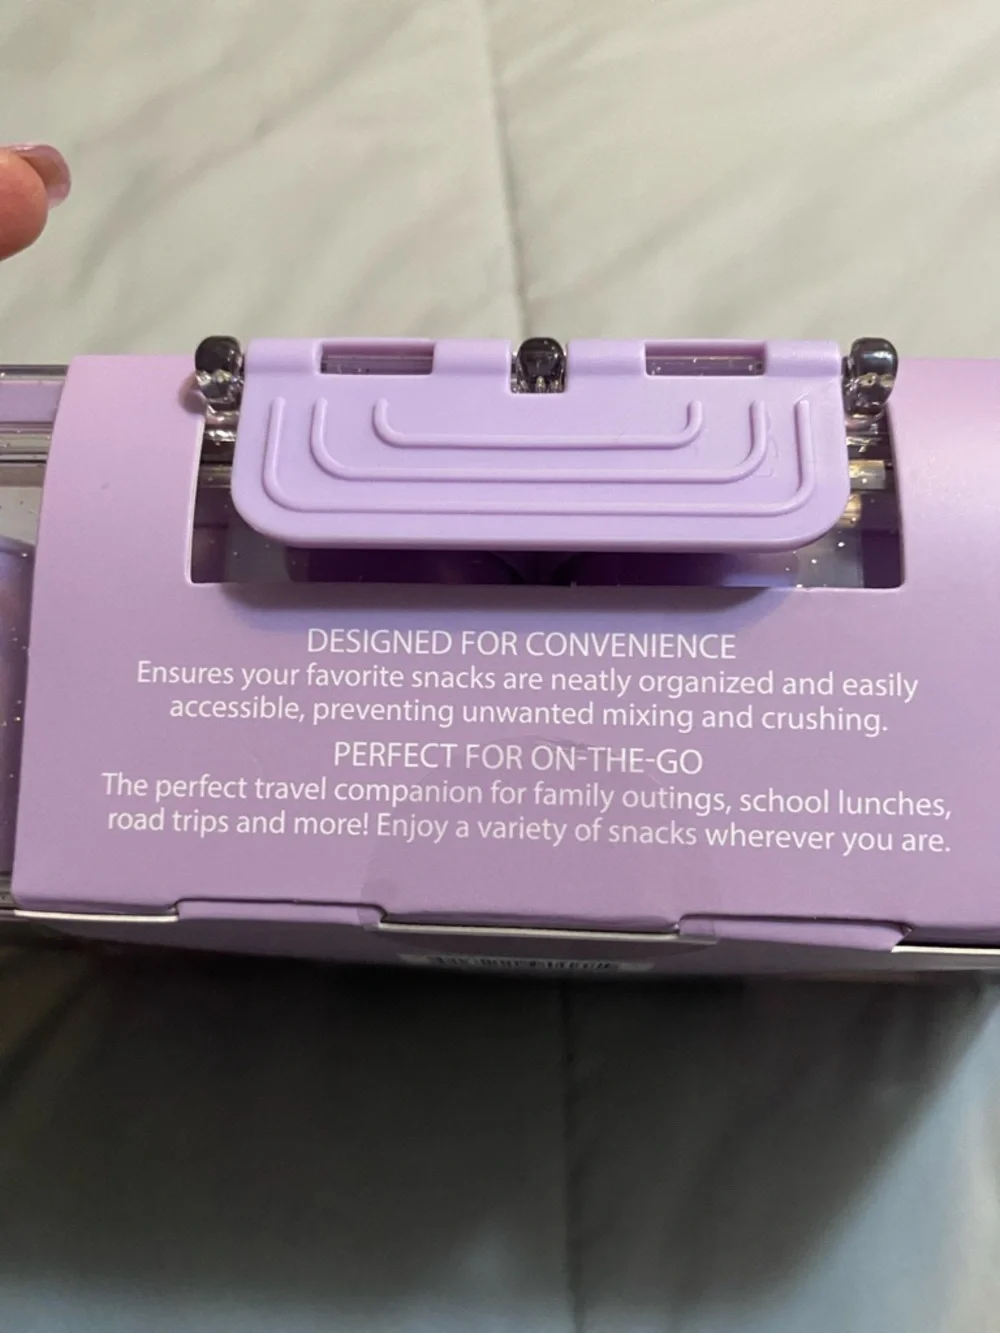 DESIGNED FOR CONVENIENCE
Ensures your favorite snacks are neatly organized and easily
accessible, preventing unwanted mixing and crushing.
PERFECT FOR ON-THE-GO
The perfect travel companion for family outings, school lunches,
road trips and more! Enjoy a variety of snacks wherever you are.